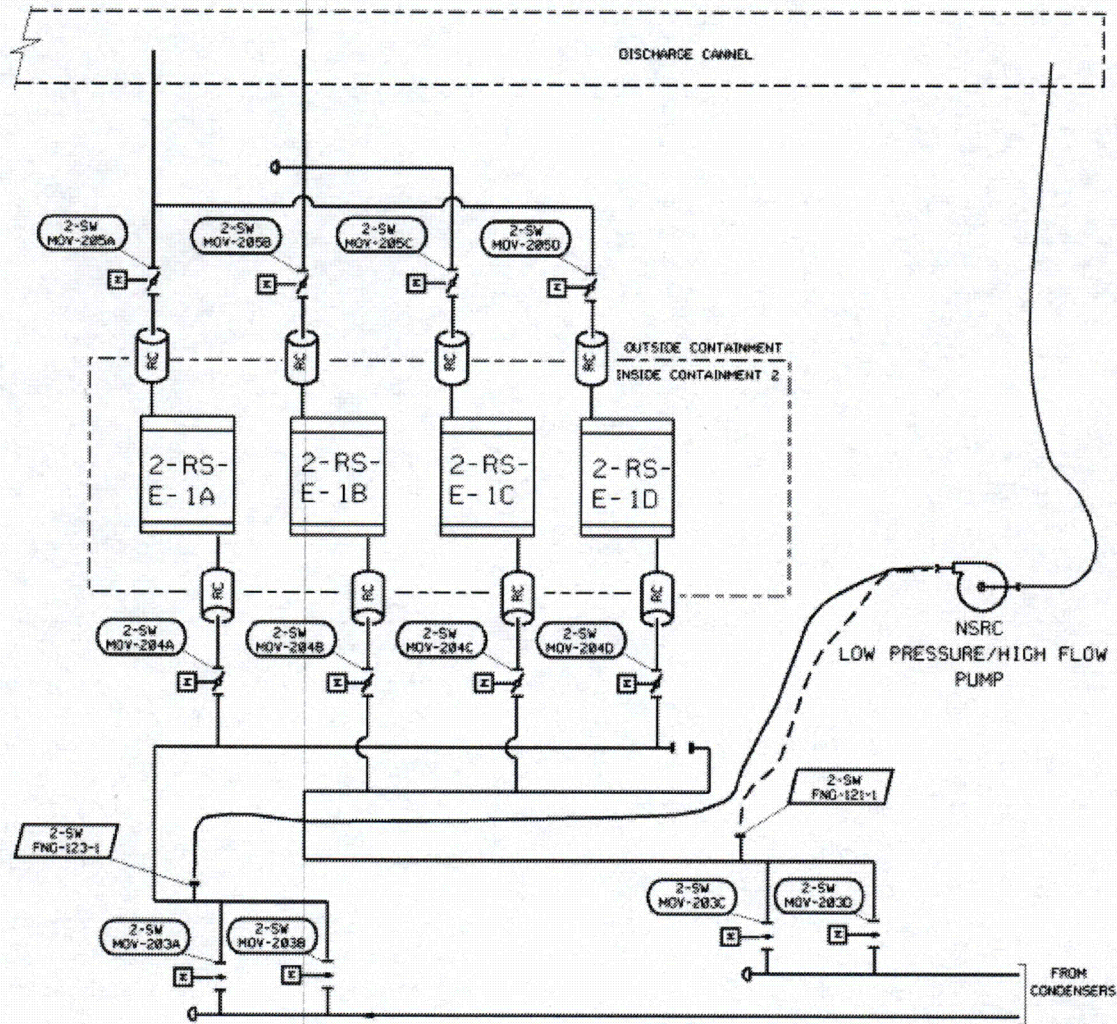 DISCHARGE CANNEL
2-SW
MOV-205A
2-SW
MOV-205B
2-SW
MOV-205C
2-SW
MOV-205D
M
M
M
M
RC
RC
RC
RC
OUTSIDE CONTAINMENT
INSIDE CONTAINMENT 2
2-RS-
E-1A
2-RS-
E-1B
2-RS-
E-1C
2-RS-
E-1D
RC
RC
RC
RC
NSRC
LOW PRESSURE/HIGH FLOW
PUMP
2-SW
MOV-204A
2-SW
MOV-204B
2-SW
MOV-204C
2-SW
MOV-204D
M
M
M
M
2-SW
FNG-121-1
2-SW
FNG-123-1
2-SW
MOV-203C
2-SW
MOV-203D
M
M
2-SW
MOV-203A
2-SW
MOV-203B
M
M
FROM
CONDENSERS